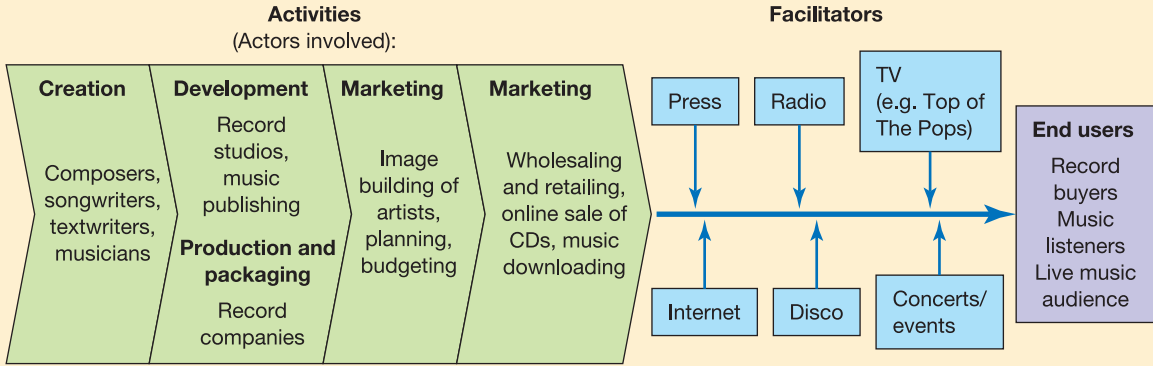 Activities
(Actors involved):
Facilitators
Creation
Composers,
songwriters,
textwriters,
musicians
Development
Record
studios,
music
publishing
Production and
packaging
Record
companies
Marketing
Image
building of
artists,
planning,
budgeting
Marketing
Wholesaling
and retailing,
online sale of
CDs, music
downloading
Press
Radio
TV
(e.g. Top of
The Pops)
Internet
Disco
Concerts/
events
End users
Record
buyers
Music
listeners
Live music
audience